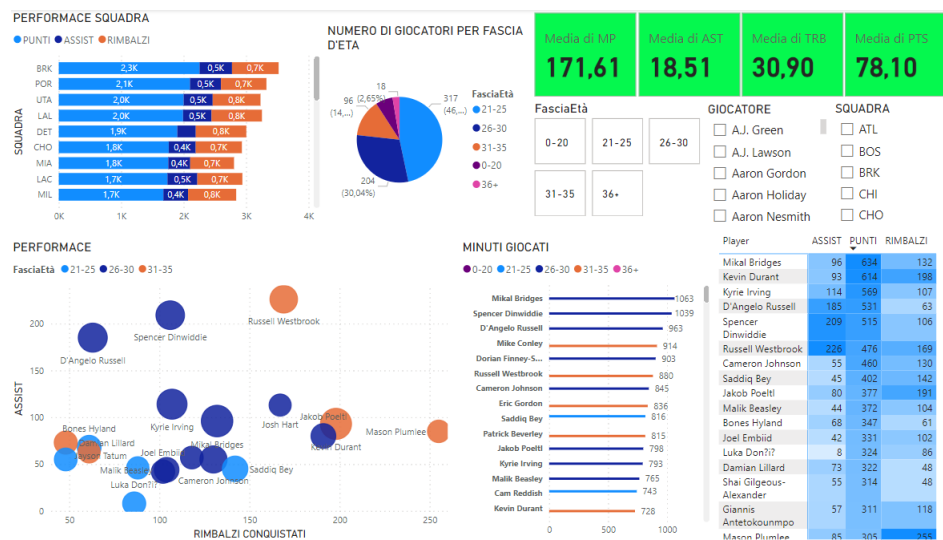 PERFORMACE SQUADRA
PUNTI ASSIST RIMBALZI
SQUADRA
BRK 2,3K 0,5K 0,7K
POR 2,1K 0,5K 0,7K
UTA 2,0K 0,5K 0,8K
LAL 2,0K 0,5K 0,8K
DET 1,9K 0,8K
CHO 1,8K 0,4K 0,7K
MIA 1,8K 0,4K 0,7K
LAC 1,7K 0,5K 0,7K
MIL 1,7K 0,4K 0,8K
0K 1K 2K 3K 4K
NUMERO DI GIOCATORI PER FASCIA
D'ETA
18
(2,65%)
96
(14,...)
317
(46,...)
204
(30,04%)
FasciaEtà
21-25
26-30
31-35
0-20
36+
Media di MP
171,61
Media di AST
18,51
Media di TRB
30,90
Media di PTS
78,10
FasciaEtà
0-20
21-25
26-30
31-35
36+
GIOCATORE
A.J. Green
A.J. Lawson
Aaron Gordon
Aaron Holiday
Aaron Nesmith
SQUADRA
ATL
BOS
BRK
CHI
CHO
PERFORMACE
FasciaEtà 21-25 26-30 31-35
ASSIST
200
150
100
50
0
Russell Westbrook
Spencer Dinwiddie
D'Angelo Russell
Kyrie Irving
Josh Hart
Jakob Poeltl
Mason Plumlee
Bones Hyland
Damian Lillard
Jayson Tatum
Joel Embiid
Mikal Bridges
Kevin Durant
Malik Beasley
Saddiq Bey
Luka Don?i?
Cameron Johnson
50 100 150 200 250
RIMBALZI CONQUISTATI
MINUTI GIOCATI
0-20 21-25 26-30 31-35 36+
Mikal Bridges 1063
Spencer Dinwiddie 1039
D'Angelo Russell 963
Mike Conley 914
Dorian Finney-S... 903
Russell Westbrook 880
Cameron Johnson 845
Eric Gordon 836
Saddiq Bey 816
Patrick Beverley 815
Jakob Poeltl 798
Kyrie Irving 793
Malik Beasley 765
Cam Reddish 743
Kevin Durant 728
0 500 1000
Player ASSIST PUNTI RIMBALZI
Mikal Bridges 96 634 132
Kevin Durant 93 614 198
Kyrie Irving 114 569 107
D'Angelo Russell 185 531 63
Spencer 209 515 106
Dinwiddie
Russell Westbrook 226 476 169
Cameron Johnson 55 460 130
Saddiq Bey 45 402 142
Jakob Poeltl 80 377 191
Malik Beasley 44 372 104
Bones Hyland 68 347 61
Joel Embiid 42 331 102
Luka Don?i? 8 324 86
Damian Lillard 73 322 48
Shai Gilgeous- 55 314 48
Alexander
Giannis 57 311 118
Antetokounmpo
Mason Plumlee 85 305 255